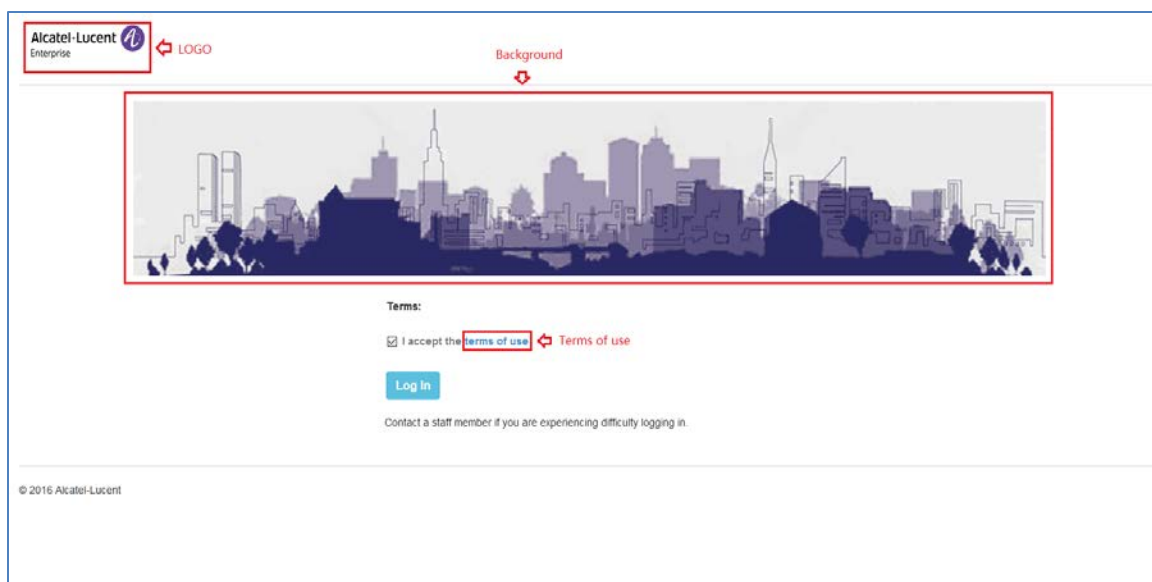 Alcatel·Lucent
Enterprise
LOGO
Background
Terms:
I accept the terms of use
Terms of use
Log In
Contact a staff member if you are experiencing difficulty logging in.
© 2016 Alcatel-Lucent